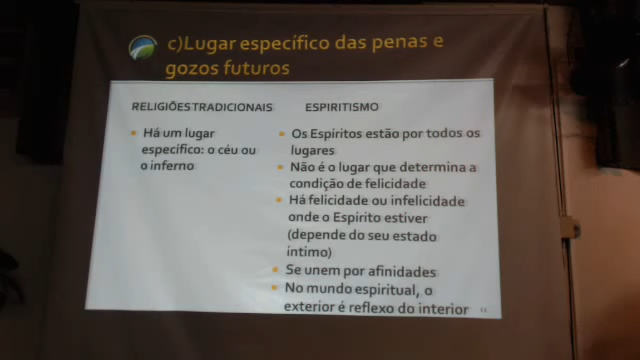 c)Lugar específico das penas e
gozos futuros
RELIGIÕES TRADICIONAIS
Há um lugar
específico: o céu ou
o inferno
ESPIRITISMO
Os Espíritos estão por todos os
lugares
Não é o lugar que determina a
condição de felicidade
Há felicidade ou infelicidade
onde o Espírito estiver
(depende do seu estado
íntimo)
Se unem por afinidades
No mundo espiritual, o
exterior é reflexo do interior